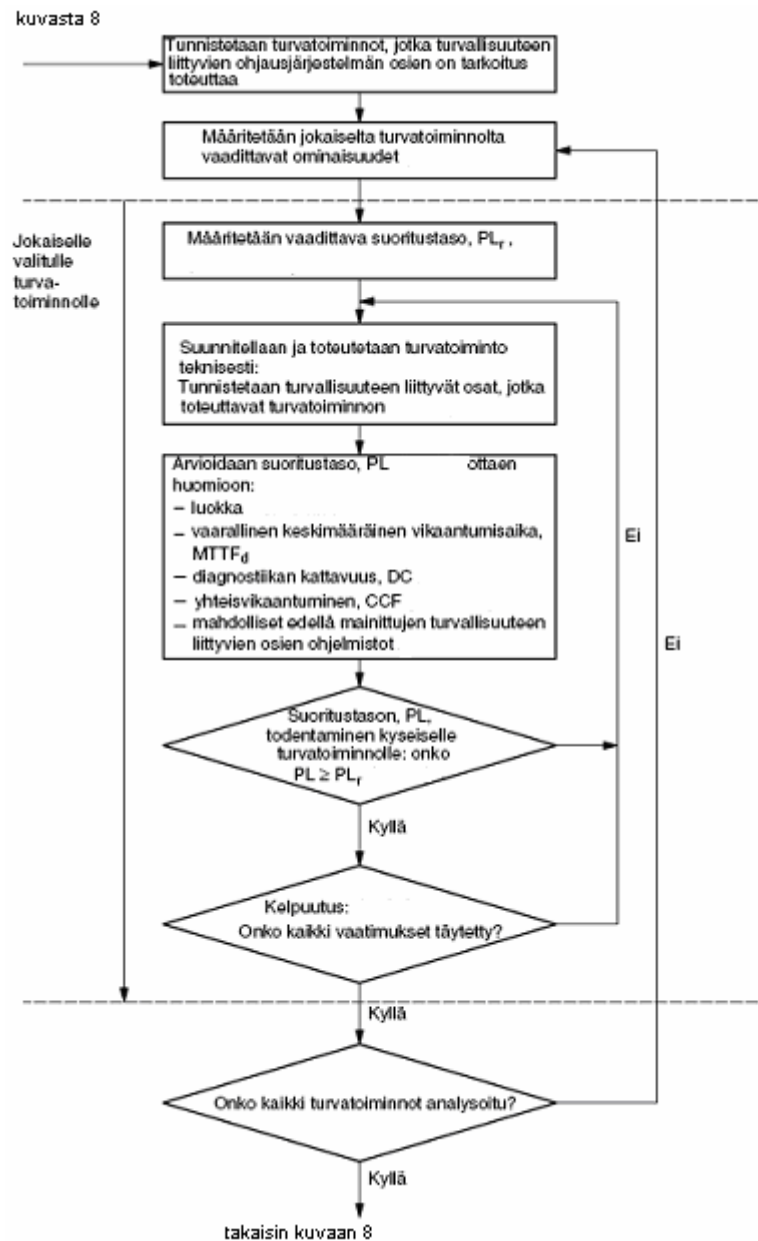 kuvasta 8
Tunnistetaan turvatoiminnot, jotka turvallisuuteen
liittyvien ohjausjärjestelmän osien on tarkoitus
toteuttaa
Määritetään jokaiselta turvatoiminnolta
vaadittavat ominaisuudet
Jokaiselle
valitulle
turva-
toiminnolle
Määritetään vaadittava suoritustaso, PLr ,
Suunnitellaan ja toteutetaan turvatoiminto
teknisesti:
Tunnistetaan turvallisuuteen liittyvät osat, jotka
toteuttavat turvatoiminnon
Arvioidaan suoritustaso, PL ottaen
huomioon:
– luokka
– vaarallinen keskimääräinen vikaantumisaika,
MTTFd
– diagnostiikan kattavuus, DC
– yhteisvikaantuminen, CCF
– mahdolliset edellä mainittujen turvallisuuteen
liittyvien osien ohjelmistot
Ei
Ei
Suoritustason, PL,
todentaminen kyseiselle
turvatoiminnolle: onko
PL ≥ PLr
Kyllä
Kelpuutus:
Onko kaikki vaatimukset täytetty?
Kyllä
Onko kaikki turvatoiminnot analysoitu?
Kyllä
takaisin kuvaan 8